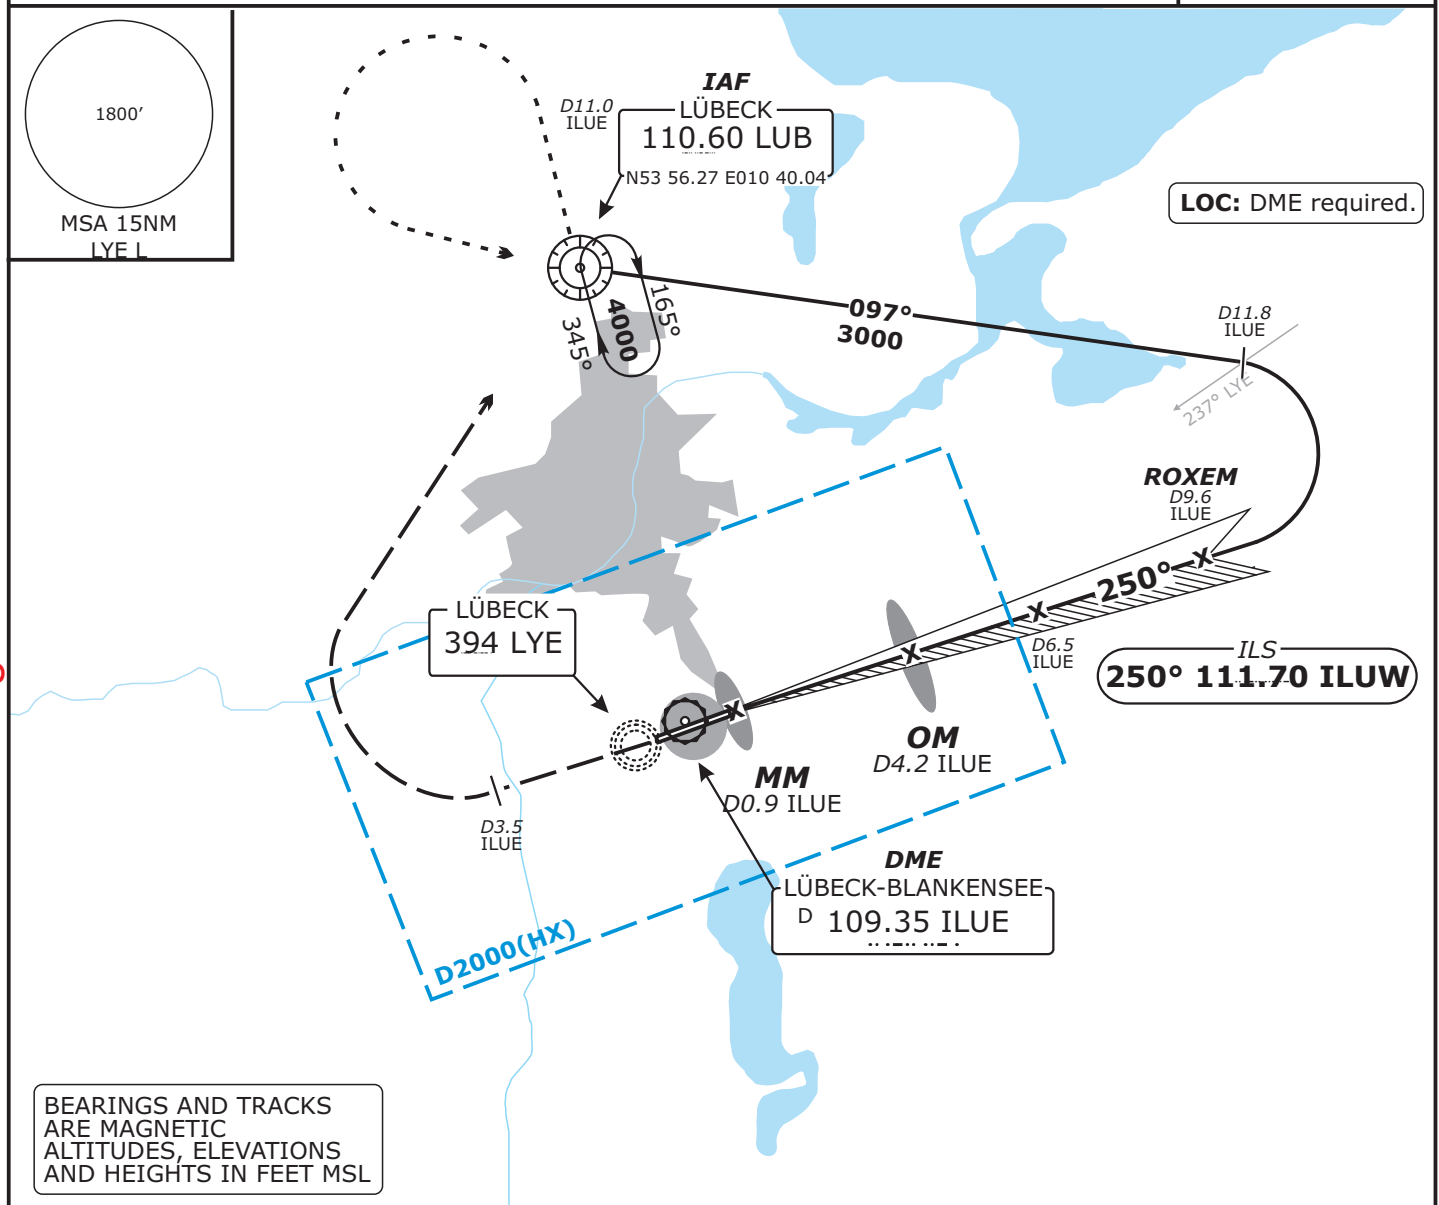 1800’
MSA 15NM
LYE L
D11.0
ILUE
IAF
LÜBECK
110.60 LUB
N53 56.27 E010 40.04
LOC: DME required.
345°
4000
165°
097°
3000
D11.8
ILUE
237° LYE
ROXEM
D9.6
ILUE
250°
LÜBECK
394 LYE
D6.5
ILUE
ILS
250° 111.70 ILUW
OM
D4.2 ILUE
MM
D0.9 ILUE
D3.5
ILUE
DME
LÜBECK-BLANKENSEE
D 109.35 ILUE
D2000(HX)
BEARINGS AND TRACKS
ARE MAGNETIC
ALTITUDES, ELEVATIONS
AND HEIGHTS IN FEET MSL